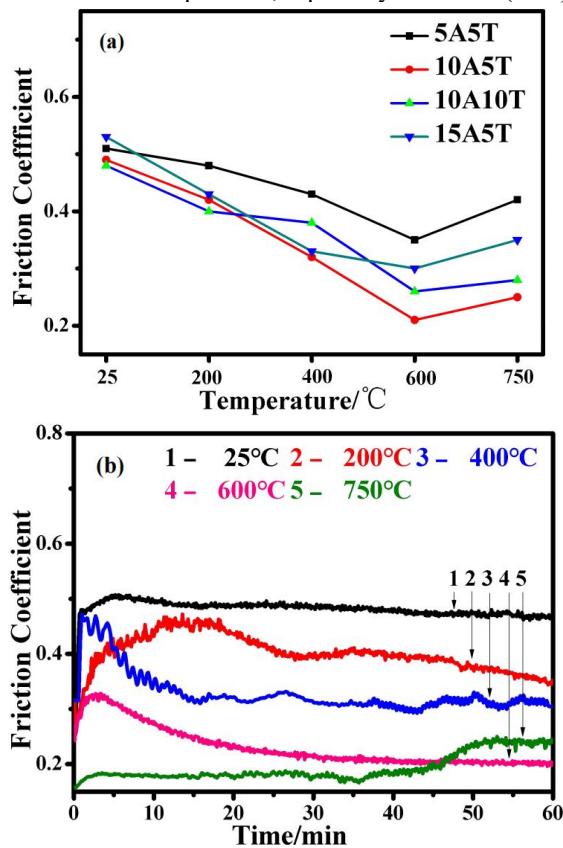 (a)
5A5T
10A5T
10A10T
15A5T
0.6
0.4
0.2
Friction Coeffficient
25 200 400 600 750
Temperature/℃
(b)
1 – 25°C 2 – 200°C 3 – 400°C
4 – 600°C 5 – 750°C
0.8
0.6
0.4
0.2
Friction Coefficient
1 2 3 4 5
0 10 20 30 40 50 60
Time/min